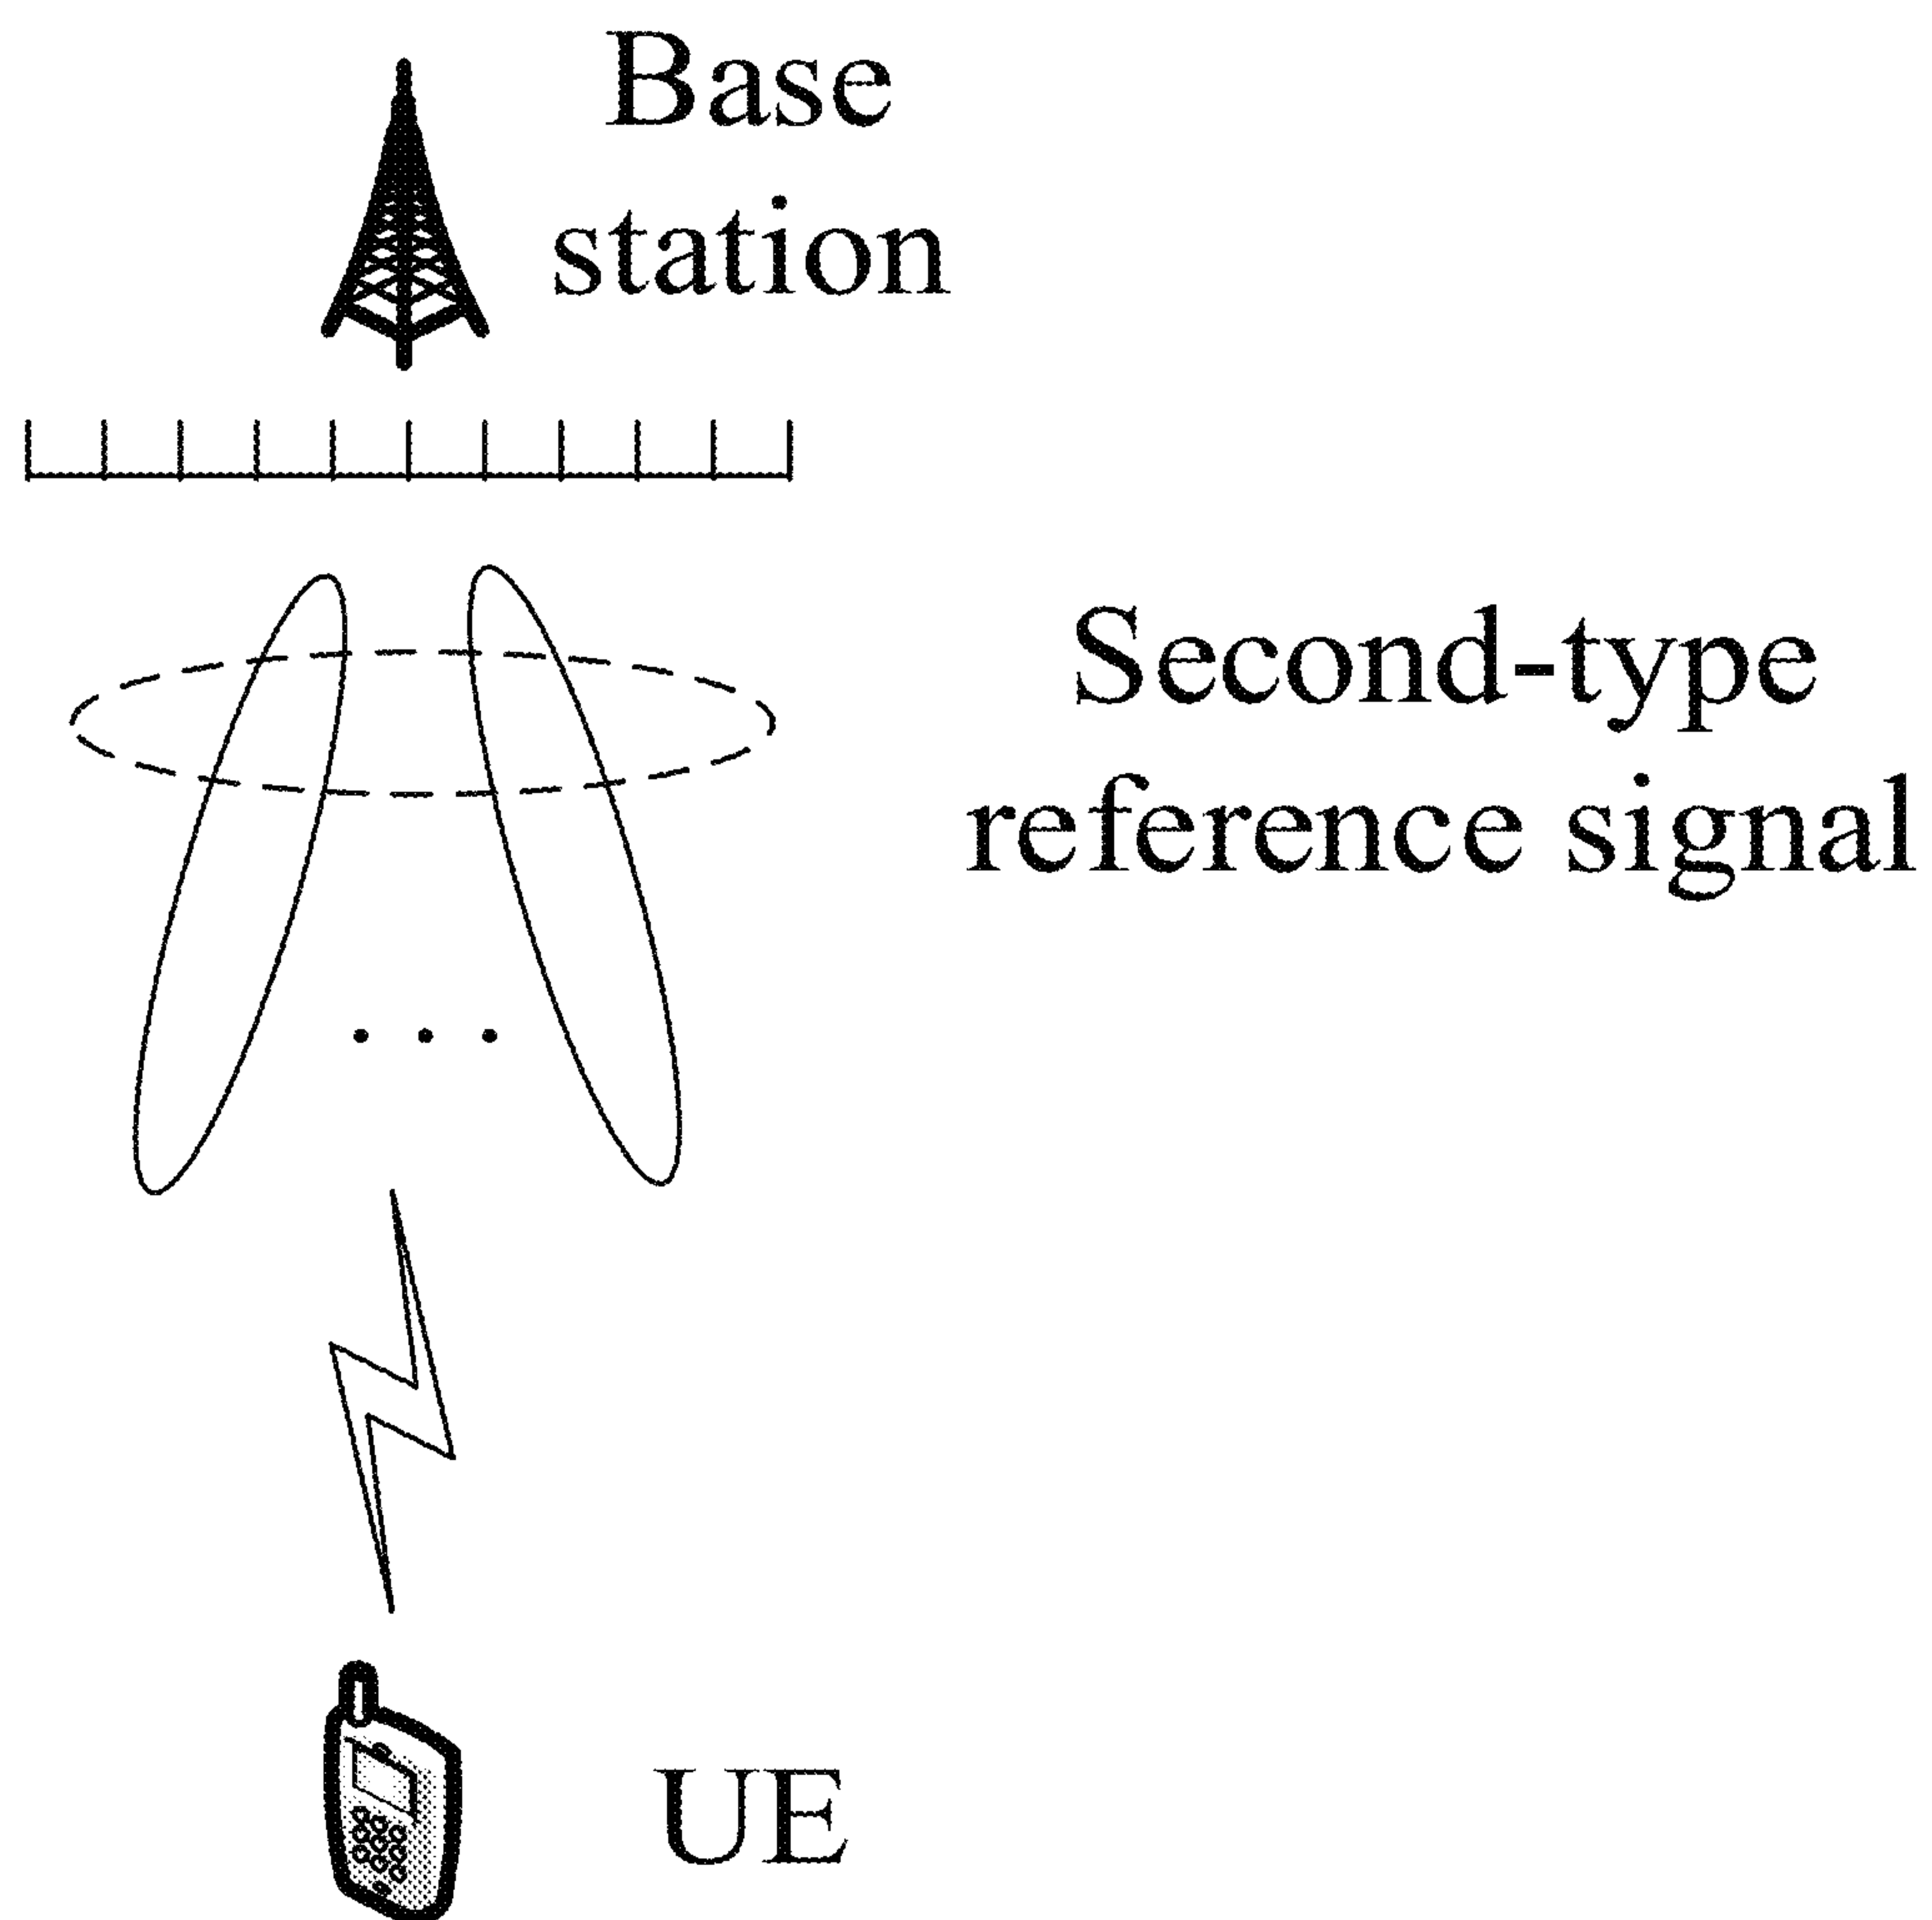 Base
station
Second-type
reference signal
UE